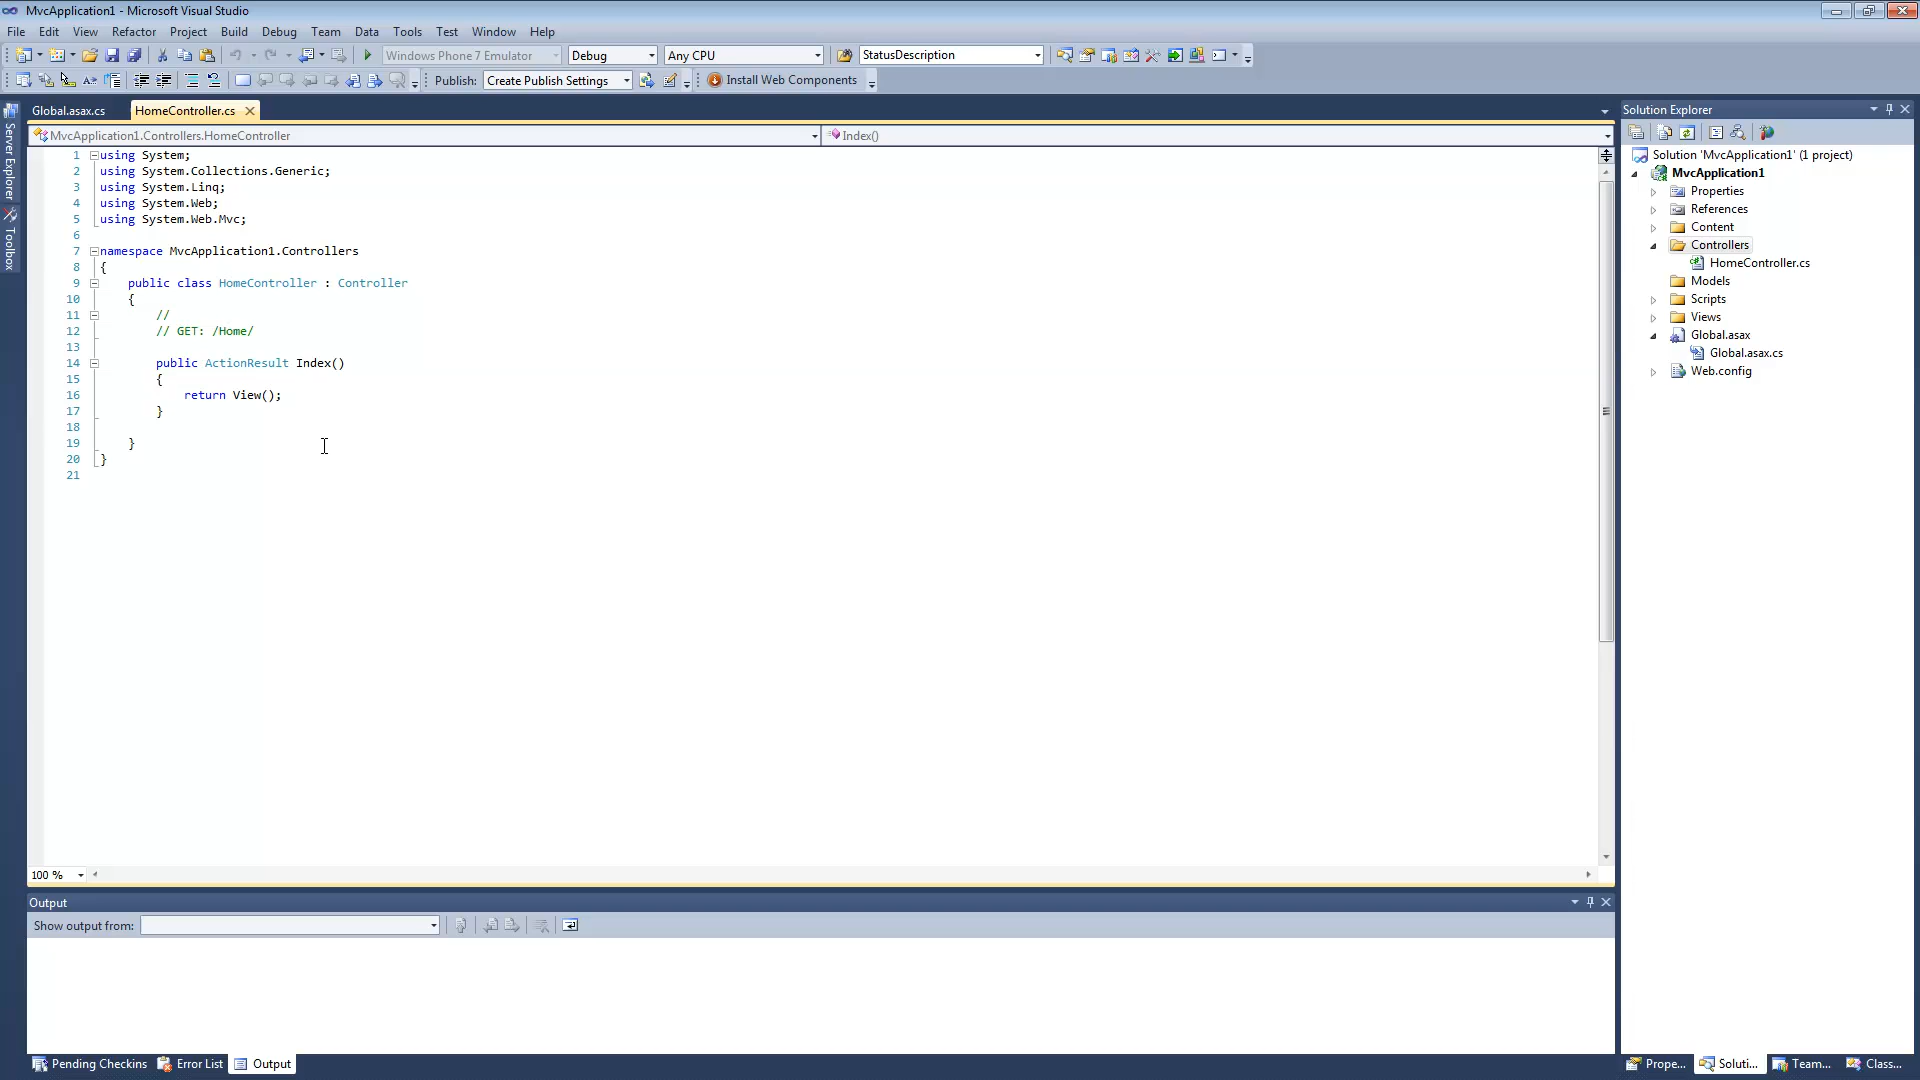 MvcApplication1 - Microsoft Visual Studio
File Edit View Refactor Project Build Debug Team Data Tools Test Window Help
Windows Phone 7 Emulator Debug Any CPU StatusDescription
Publish: Create Publish Settings Install Web Components
Server Explorer
Toolbox
Global.asax.cs HomeController.cs
MvcApplication1.Controllers.HomeController Index()
1 using System;
2 using System.Collections.Generic;
3 using System.Linq;
4 using System.Web;
5 using System.Web.Mvc;
6
7 namespace MvcApplication1.Controllers
8 {
9 public class HomeController : Controller
10 {
11 //
12 // GET: /Home/
13
14 public ActionResult Index()
15 {
16 return View();
17 }
18
19 }
20 }
21
100 %
Output
Show output from:
Pending Checkins Error List Output
Solution Explorer
Solution 'MvcApplication1' (1 project)
MvcApplication1
Properties
References
Content
Controllers
HomeController.cs
Models
Scripts
Views
Global.asax
Global.asax.cs
Web.config
Prope... Soluti... Team... Class...